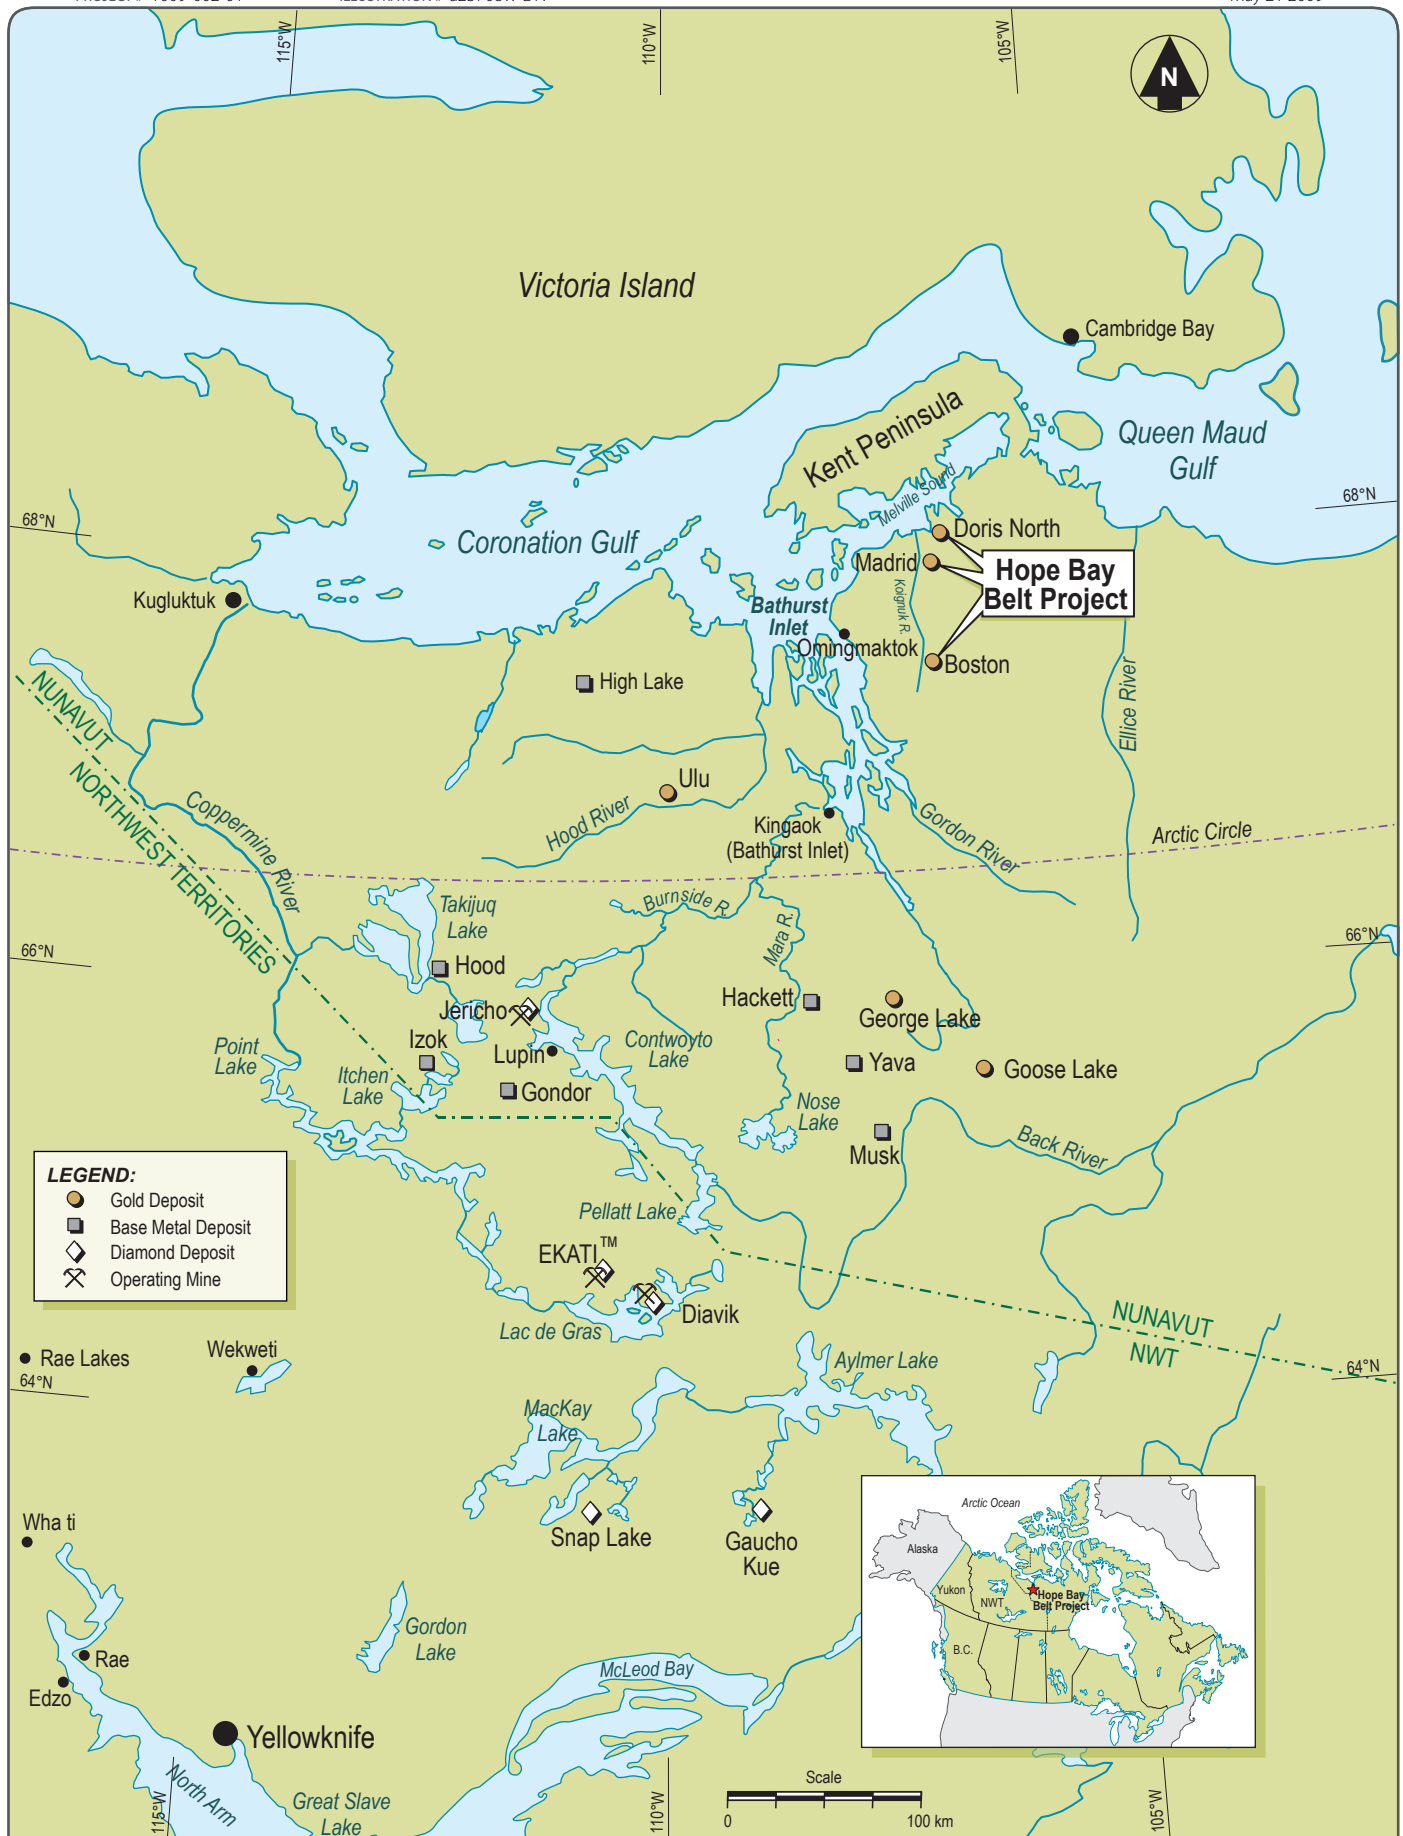 115°W
110°W
105°W
N
Victoria Island
Cambridge Bay
Kent Peninsula
Queen Maud
Gulf
Melville Sound
68°N
68°N
Coronation Gulf
Doris North
Madrid
Hope Bay
Belt Project
Koignuk R.
Kugluktuk
Bathurst
Inlet
Omingmaktok
Boston
High Lake
Ellice River
NUNAVUT
NORTHWEST TERRITORIES
Coppermine River
Ulu
Hood River
Kingaok
(Bathurst Inlet)
Gordon River
Arctic Circle
Takijuq
Lake
Burnside R.
Mara R.
66°N
66°N
Hood
Hackett
George Lake
Jericho
Izok
Lupin
Contwoyto
Lake
Point
Lake
Itchen
Lake
Gondor
Yava
Goose Lake
Nose
Lake
Musk
Back River
LEGEND:
Gold Deposit
Base Metal Deposit
Diamond Deposit
Operating Mine
Pellatt Lake
EKATI™
Diavik
Lac de Gras
NUNAVUT
NWT
Rae Lakes
Wekweti
64°N
64°N
Aylmer Lake
MacKay
Lake
Snap Lake
Gaucho
Kue
Wha ti
Gordon
Lake
Rae
Edzo
McLeod Bay
Yellowknife
North Arm
Great Slave
Lake
Arctic Ocean
Alaska
Yukon
NWT
Hope Bay
Belt Project
B.C.
Scale
0
100 km
115°W
110°W
105°W